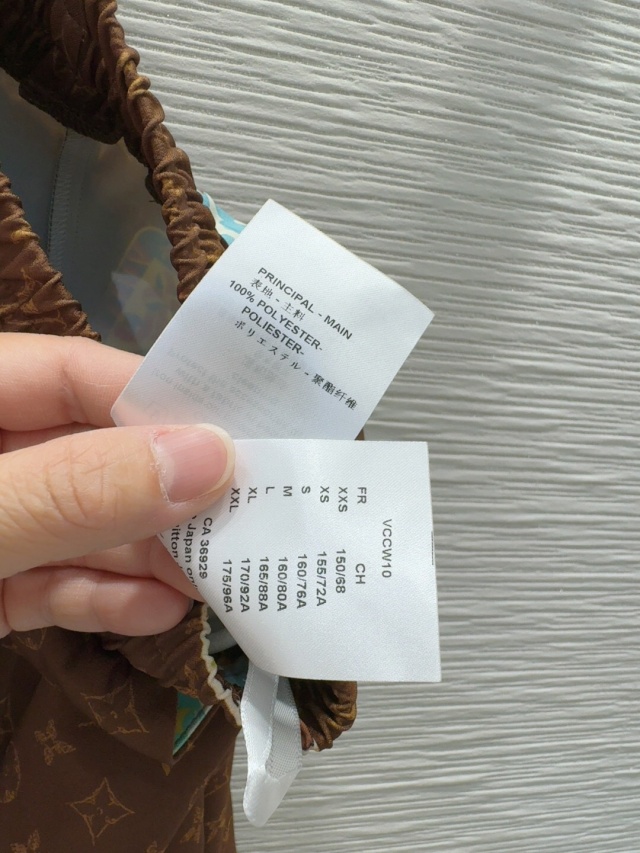 PRINCIPAL - MAIN
表地 - 主料
100% POLYESTER-
POLIESTER-
ポリエステル - 聚酯纤维
VCCW10
FR CH
XXS 150/68
XS 155/72A
S 160/76A
M 160/80A
L 165/88A
XL 170/92A
XXL 175/96A
CA 36929
Japan